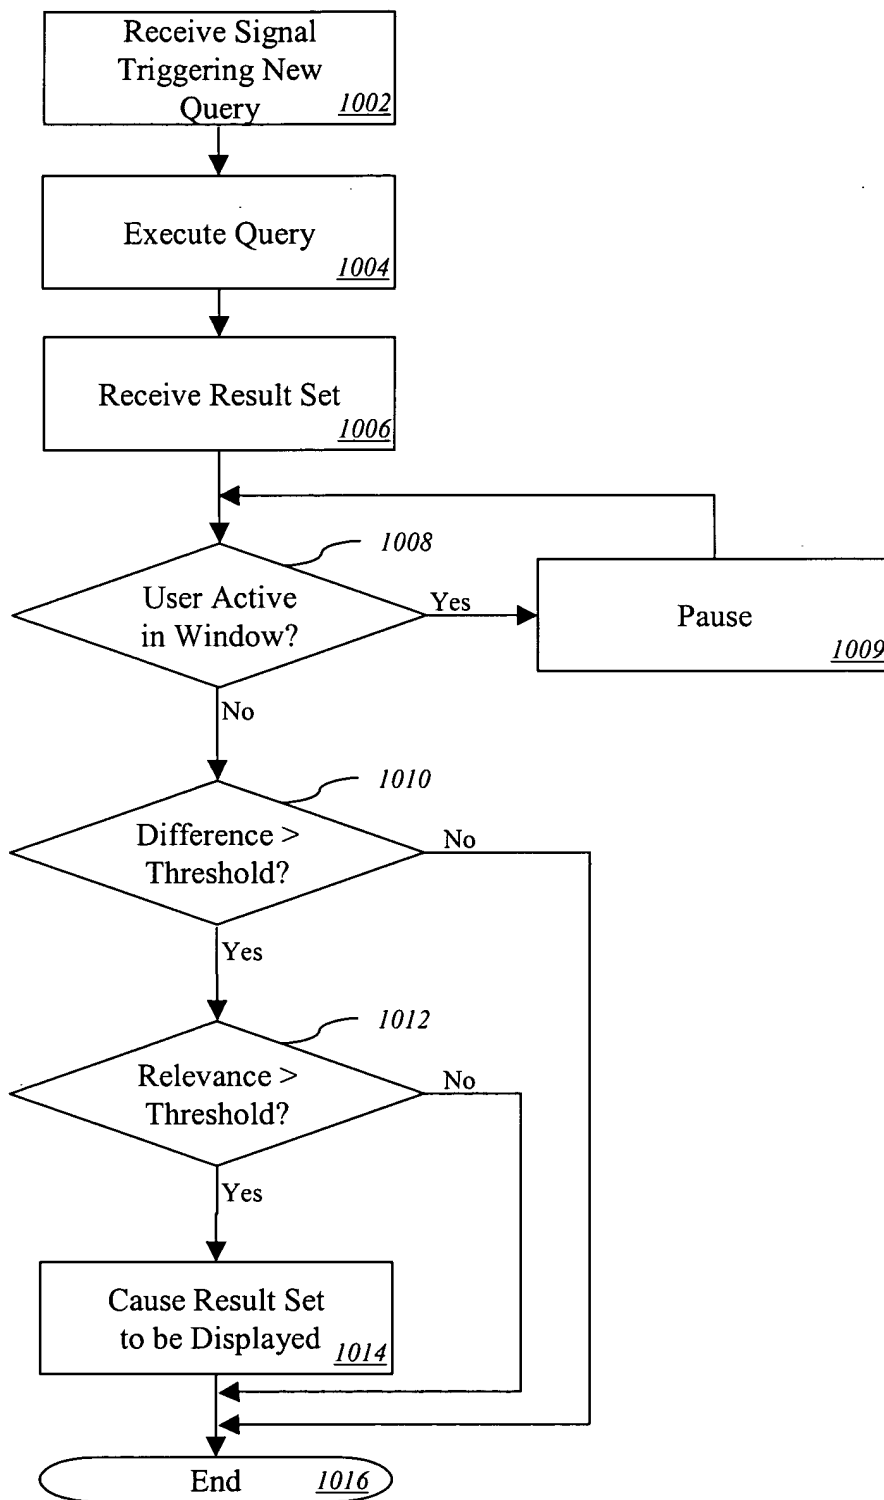 Receive Signal
Triggering New
Query
1002
Execute Query
1004
Receive Result Set
1006
1008
User Active
in Window?
Yes
Pause
1009
No
1010
Difference >
Threshold?
No
Yes
1012
Relevance >
Threshold?
No
Yes
Cause Result Set
to be Displayed
1014
End
1016